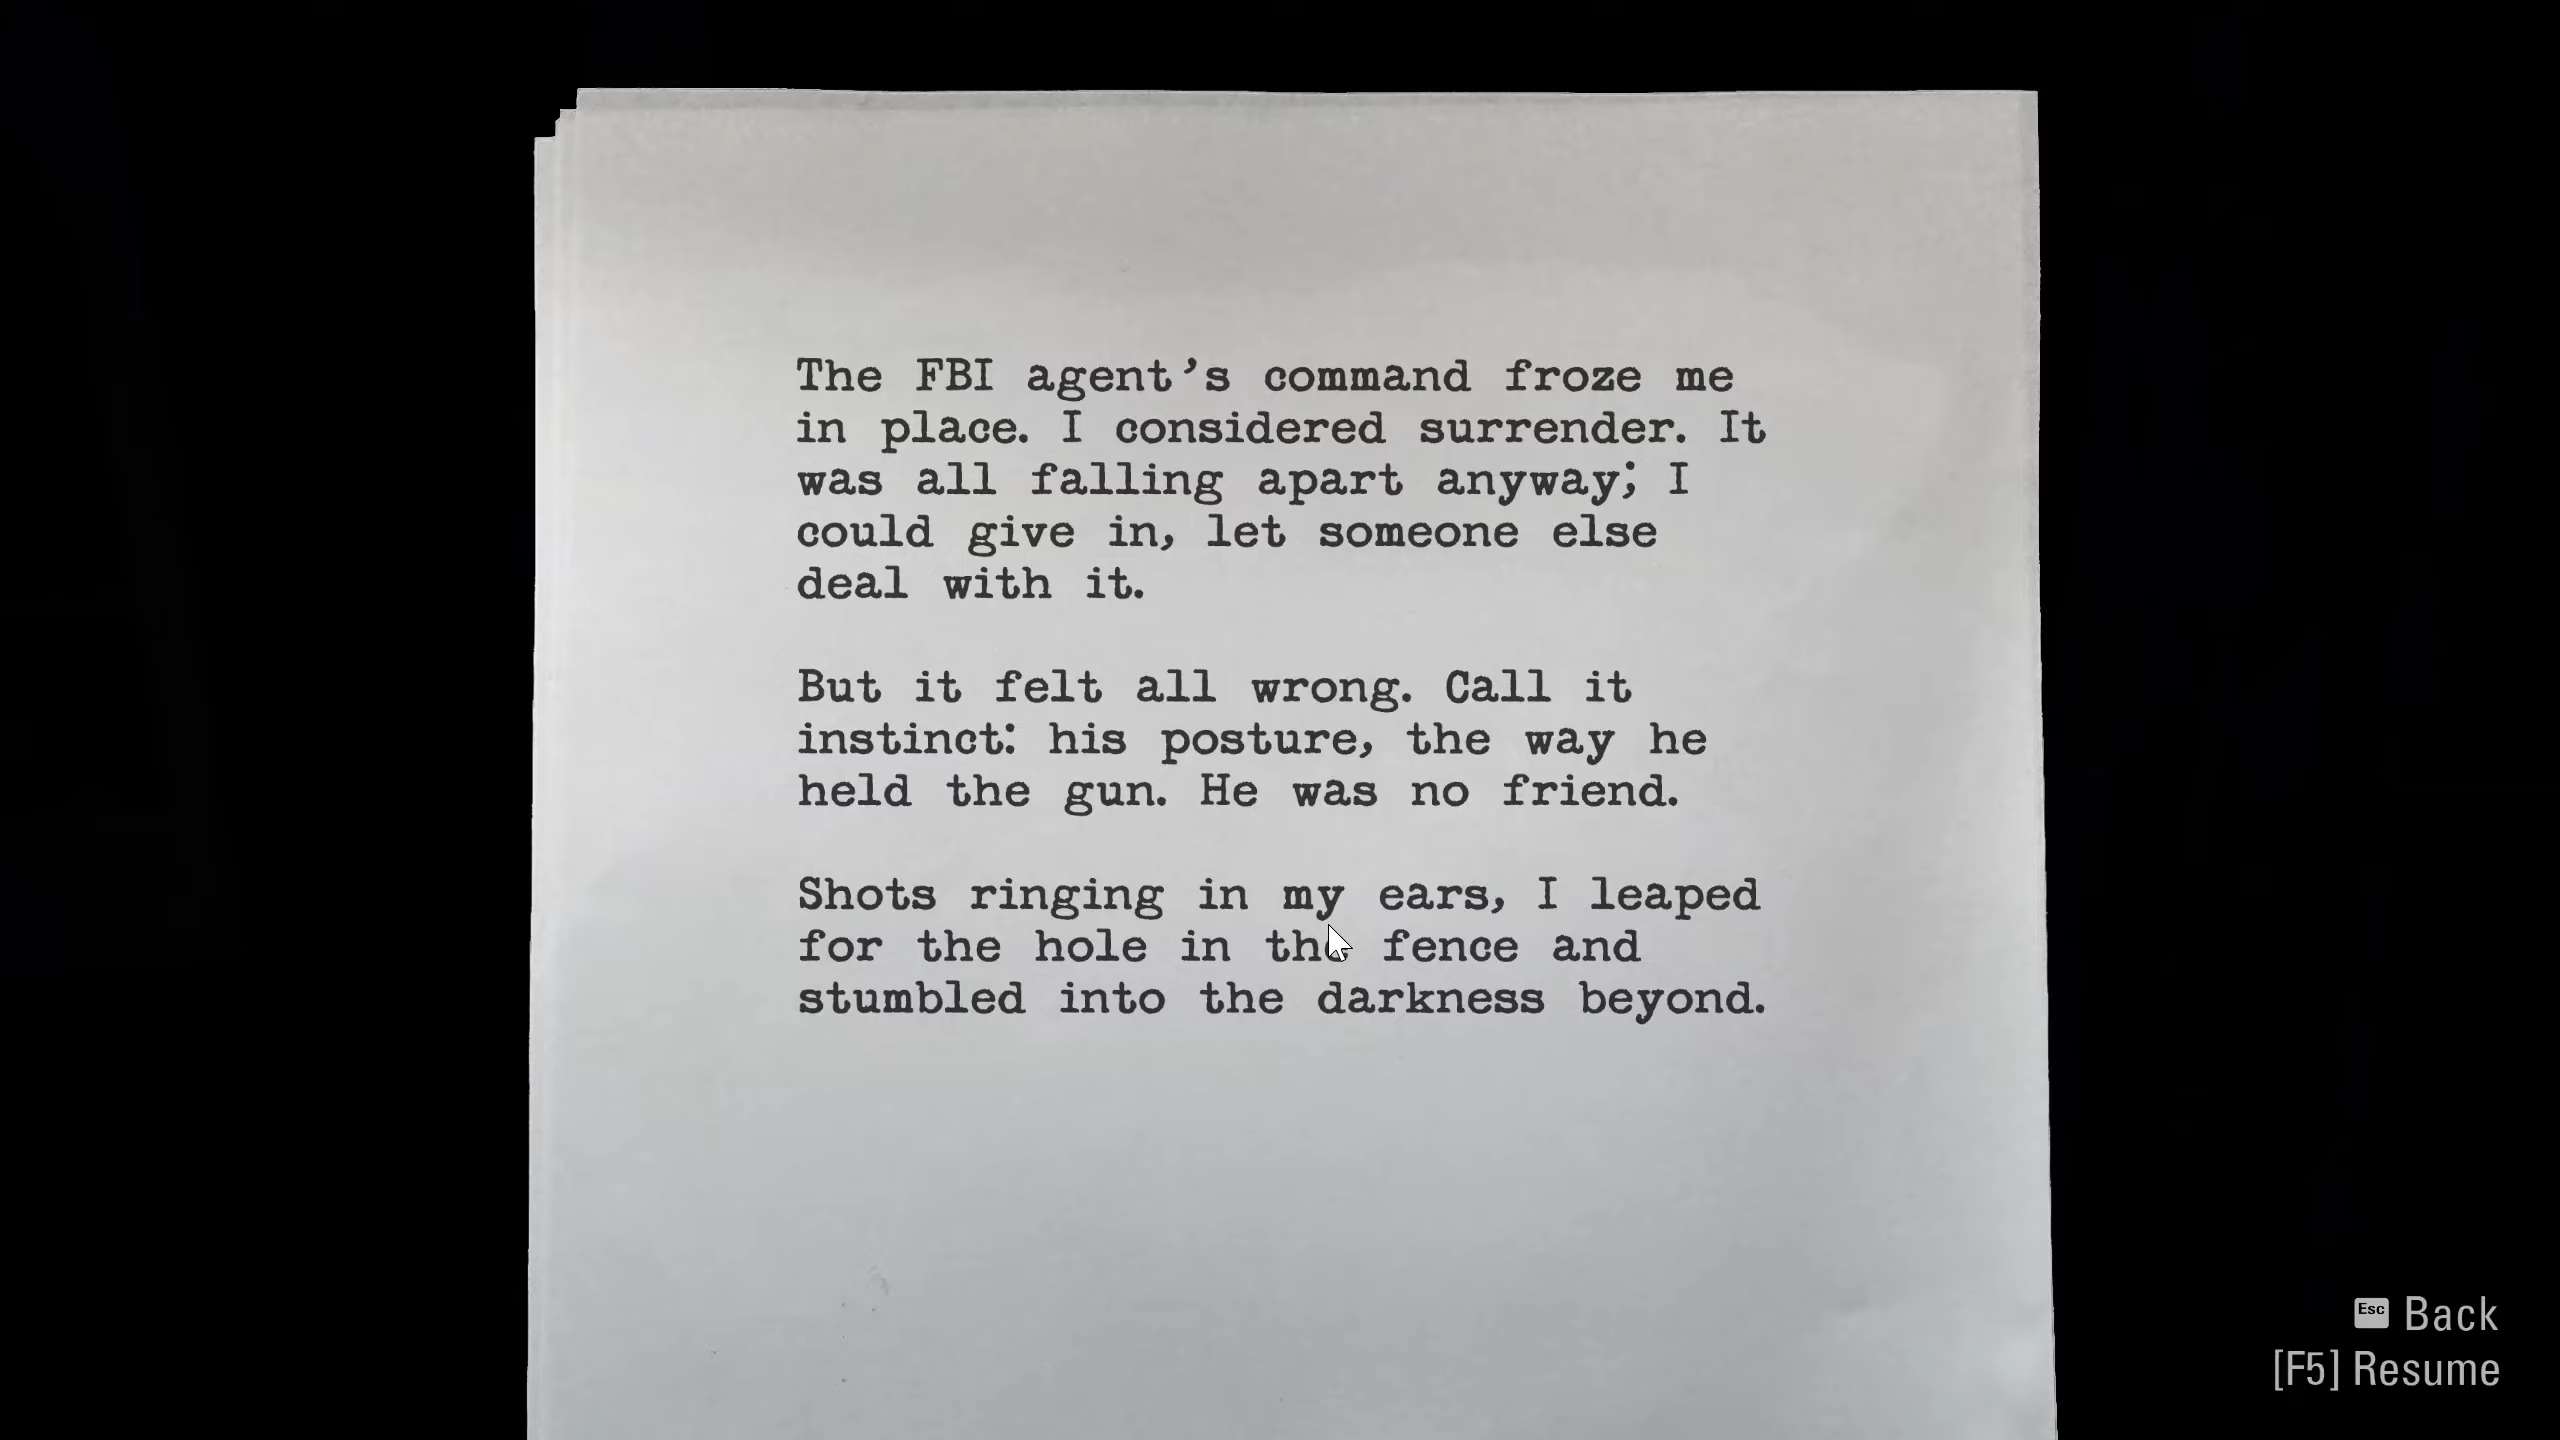 The FBI agent’s command froze me
in place. I considered surrender. It
was all falling apart anyway; I
could give in, let someone else
deal with it.
But it felt all wrong. Call it
instinct: his posture, the way he
held the gun. He was no friend.
Shots ringing in my ears, I leaped
for the hole in the fence and
stumbled into the darkness beyond.
Esc Back
[F5] Resume